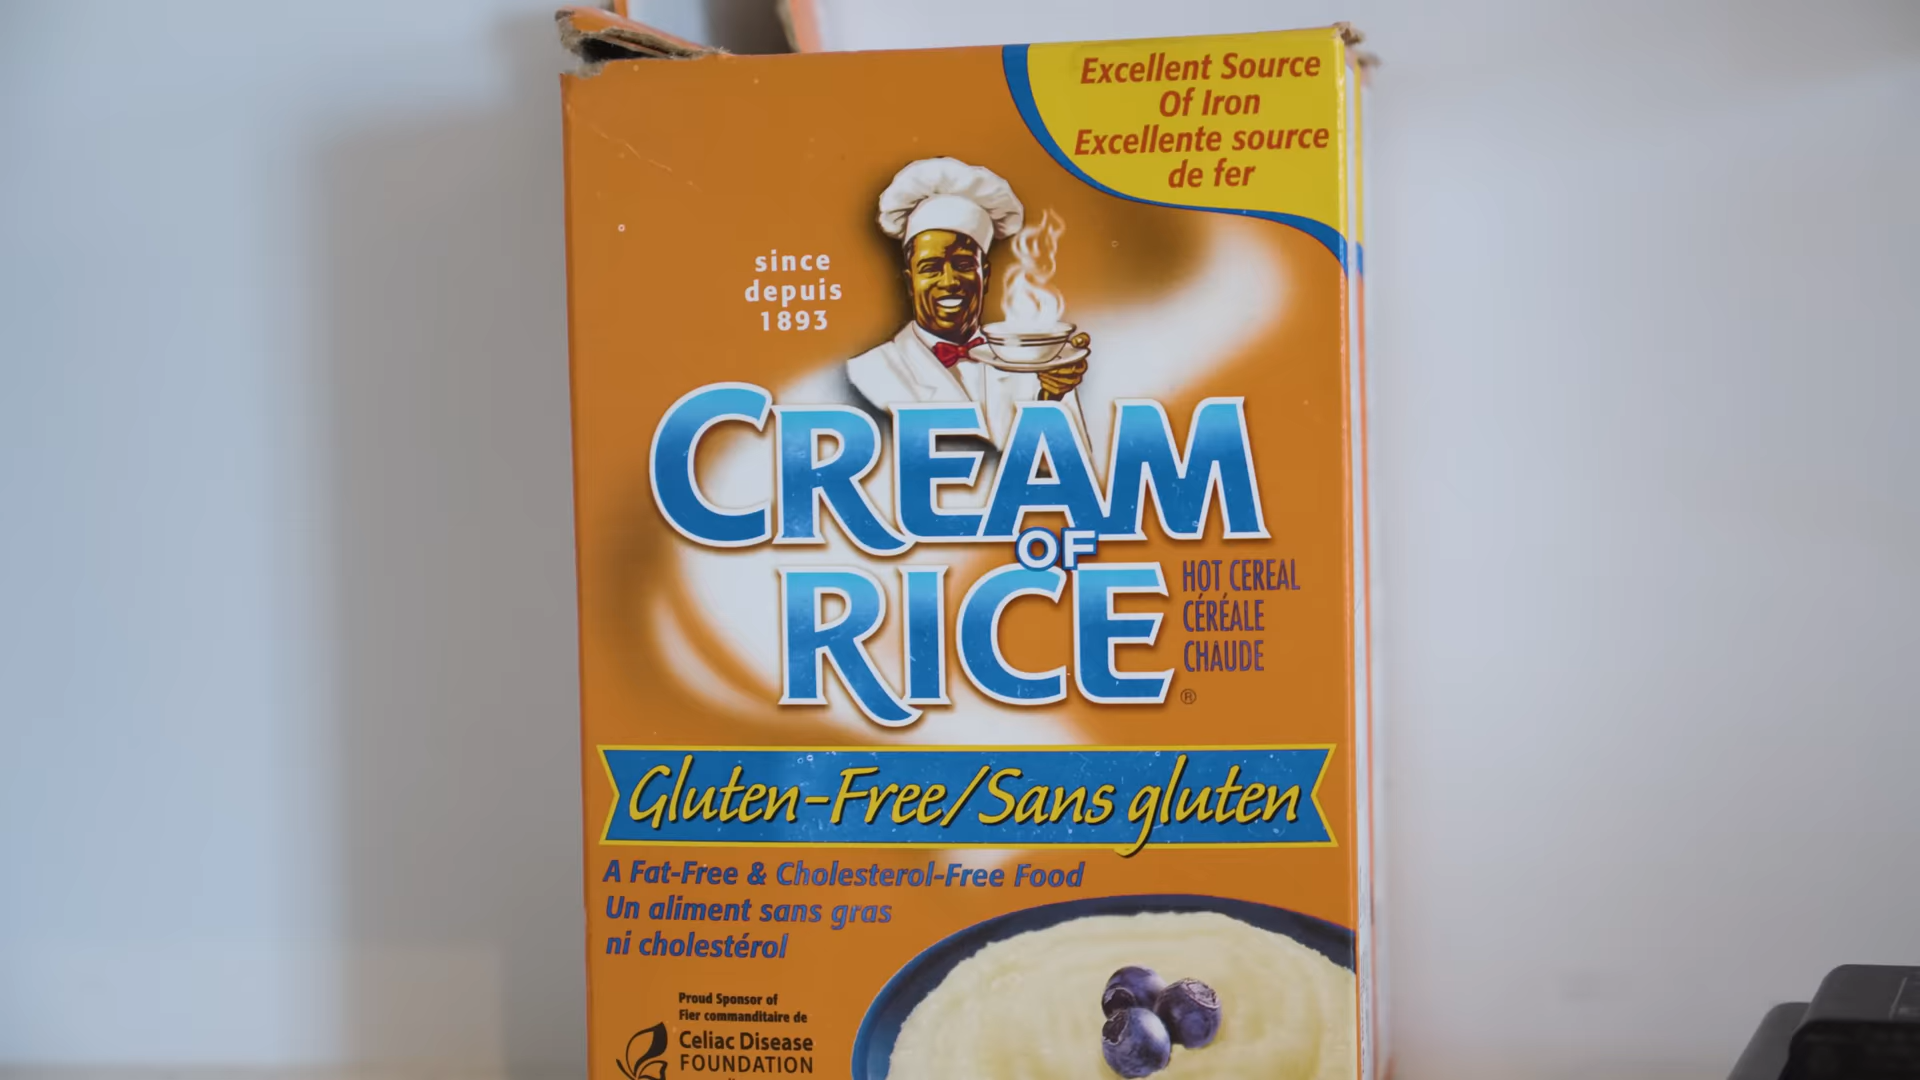 Excellent Source
Of Iron
Excellente source
de fer
since
depuis
1893
CREAM
OF
RICE
HOT CEREAL
CÉRÉALE
CHAUDE
®
Gluten-Free/Sans gluten
A Fat-Free & Cholesterol-Free Food
Un aliment sans gras
ni cholestérol
Proud Sponsor of
Fier commanditaire de
Celiac Disease
FOUNDATION